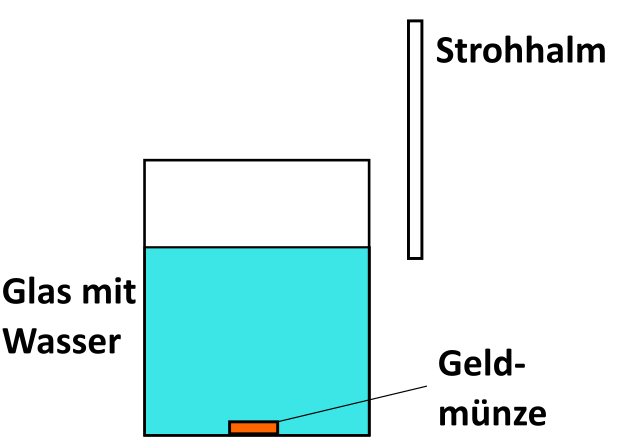 Strohhalm
Glas mit
Wasser
Geld-
münze